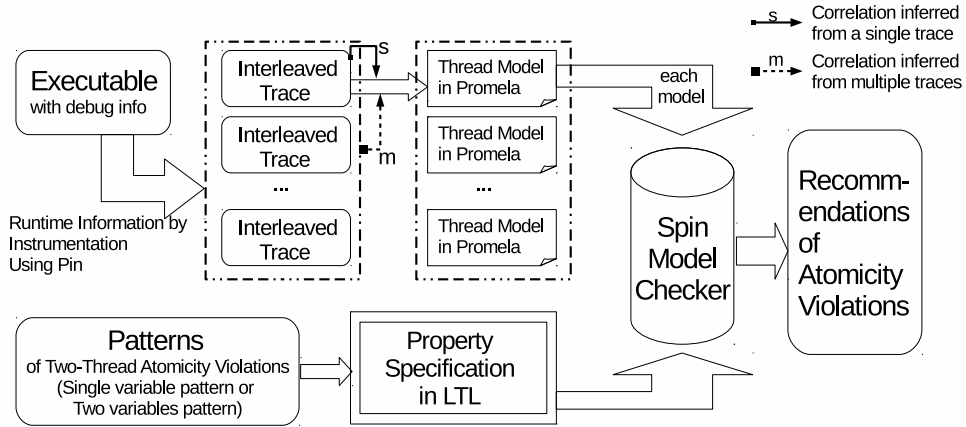 Executable
with debug info
Runtime Information by
Instrumentation
Using Pin
Interleaved
Trace
Interleaved
Trace
...
Interleaved
Trace
s
m
Thread Model
in Promela
Thread Model
in Promela
...
Thread Model
in Promela
each
model
s
Correlation inferred
from a single trace
m
Correlation inferred
from multiple traces
Spin
Model
Checker
Recomm-
endations
of
Atomicity
Violations
Patterns
of Two-Thread Atomicity Violations
(Single variable pattern or
Two variables pattern)
Property
Specification
in LTL